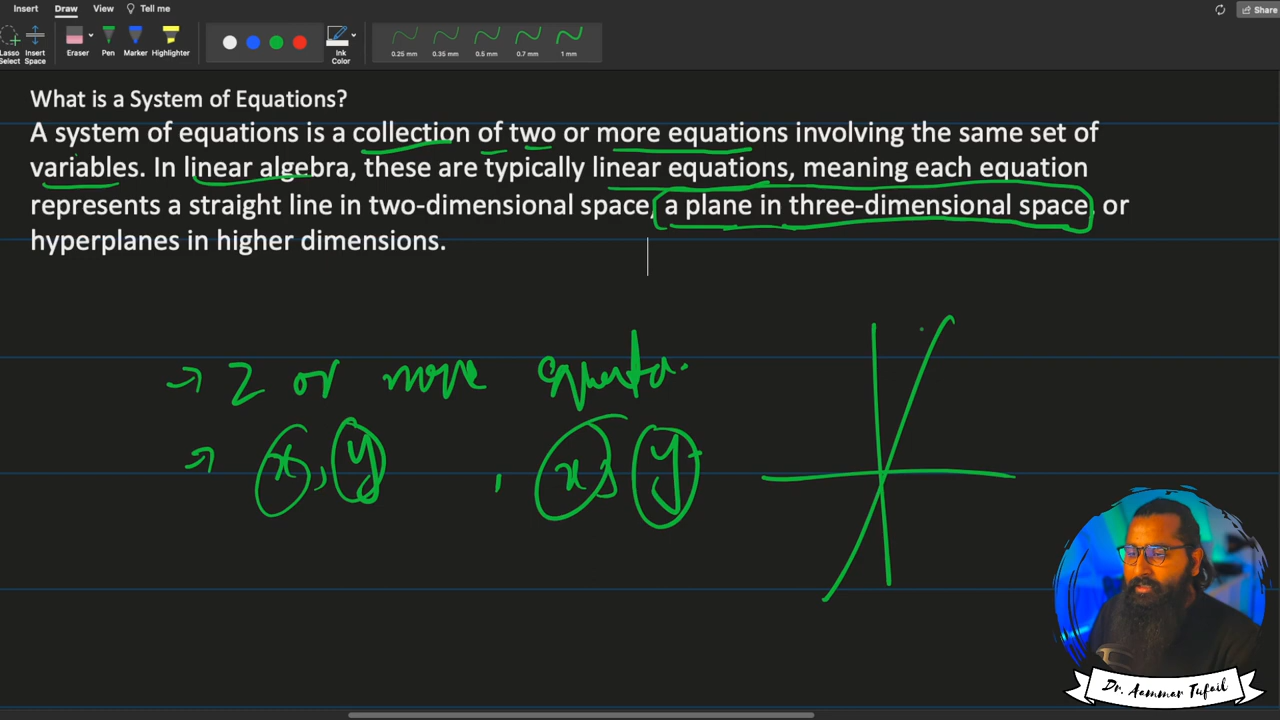 Insert Draw View Tell me Share
Lasso Select Insert Space Eraser Pen Marker Highlighter Ink Color 0.25 mm 0.35 mm 0.5 mm 0.7 mm 1 mm
What is a System of Equations?
A system of equations is a collection of two or more equations involving the same set of
variables. In linear algebra, these are typically linear equations, meaning each equation
represents a straight line in two-dimensional space, a plane in three-dimensional space, or
hyperplanes in higher dimensions.
→ 2 or more
→ x, y , x, y
Dr. Aammar Tufail